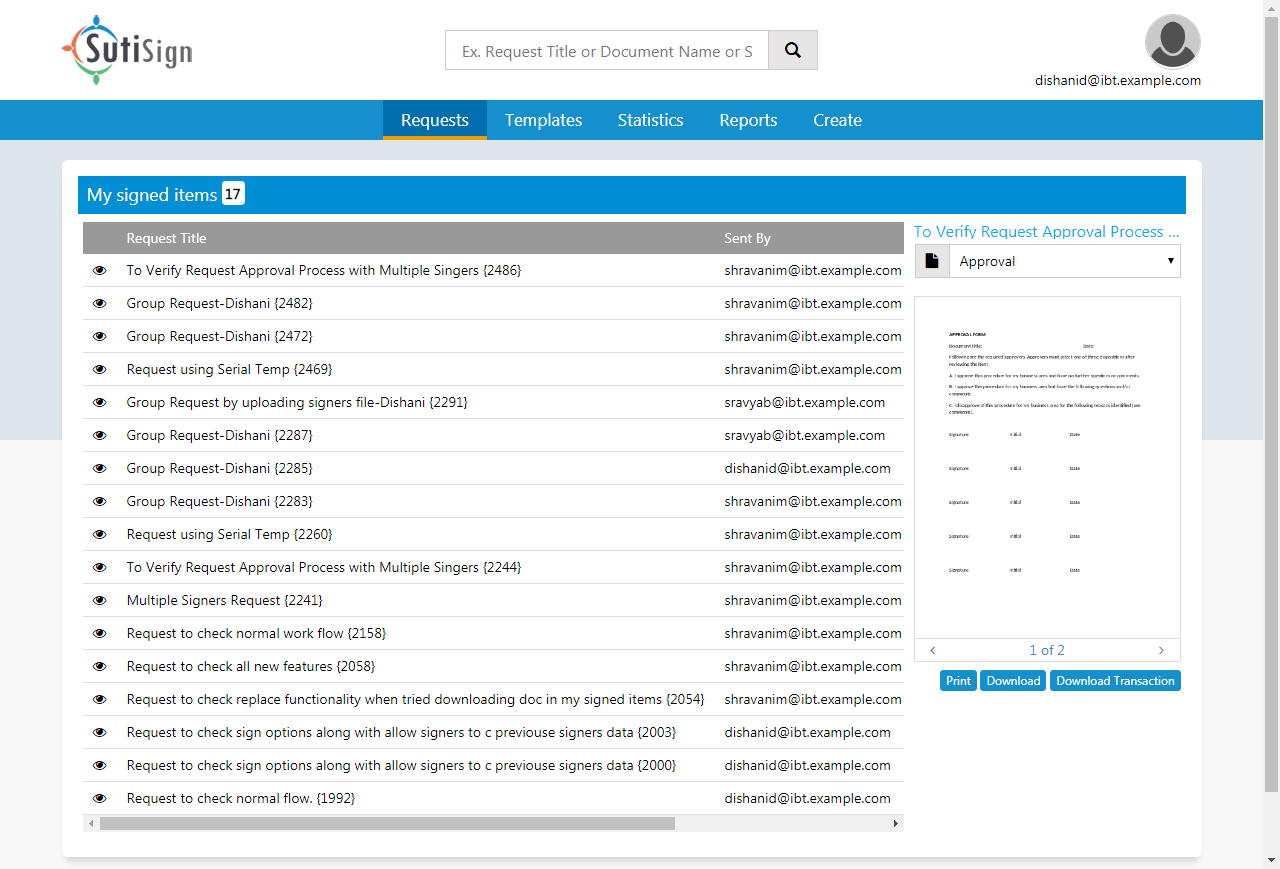 SutiSign
Ex. Request Title or Document Name or S
dishanid@ibt.example.com
Requests Templates Statistics Reports Create
My signed items 17
Request Title Sent By
To Verify Request Approval Process with Multiple Singers {2486} shravanim@ibt.example.com
Group Request-Dishani {2482} shravanim@ibt.example.com
Group Request-Dishani {2472} shravanim@ibt.example.com
Request using Serial Temp {2469} shravanim@ibt.example.com
Group Request by uploading signers file-Dishani {2291} sravyab@ibt.example.com
Group Request-Dishani {2287} sravyab@ibt.example.com
Group Request-Dishani {2285} dishanid@ibt.example.com
Group Request-Dishani {2283} shravanim@ibt.example.com
Request using Serial Temp {2260} shravanim@ibt.example.com
To Verify Request Approval Process with Multiple Singers {2244} shravanim@ibt.example.com
Multiple Signers Request {2241} shravanim@ibt.example.com
Request to check normal work flow {2158} shravanim@ibt.example.com
Request to check all new features {2058} shravanim@ibt.example.com
Request to check replace functionality when tried downloading doc in my signed items {2054} shravanim@ibt.example.com
Request to check sign options along with allow signers to c previouse signers data {2003} dishanid@ibt.example.com
Request to check sign options along with allow signers to c previouse signers data {2000} dishanid@ibt.example.com
Request to check normal flow. {1992} dishanid@ibt.example.com
To Verify Request Approval Process ...
Approval
APPROVAL FORM
Document Title: Date:
Following are the required approvers. Approvers must select one of three dispositions after
reviewing the item:
A. I approve this procedure for my business area and have no further questions or comments.
B. I approve this procedure for my business area but have the following questions and/or
comments.
C. I disapprove of this procedure for my business area for the following reasons identified (see
comments).
Signature Initial Date
Signature Initial Date
Signature Initial Date
Signature Initial Date
Signature Initial Date
1 of 2
Print Download Download Transaction